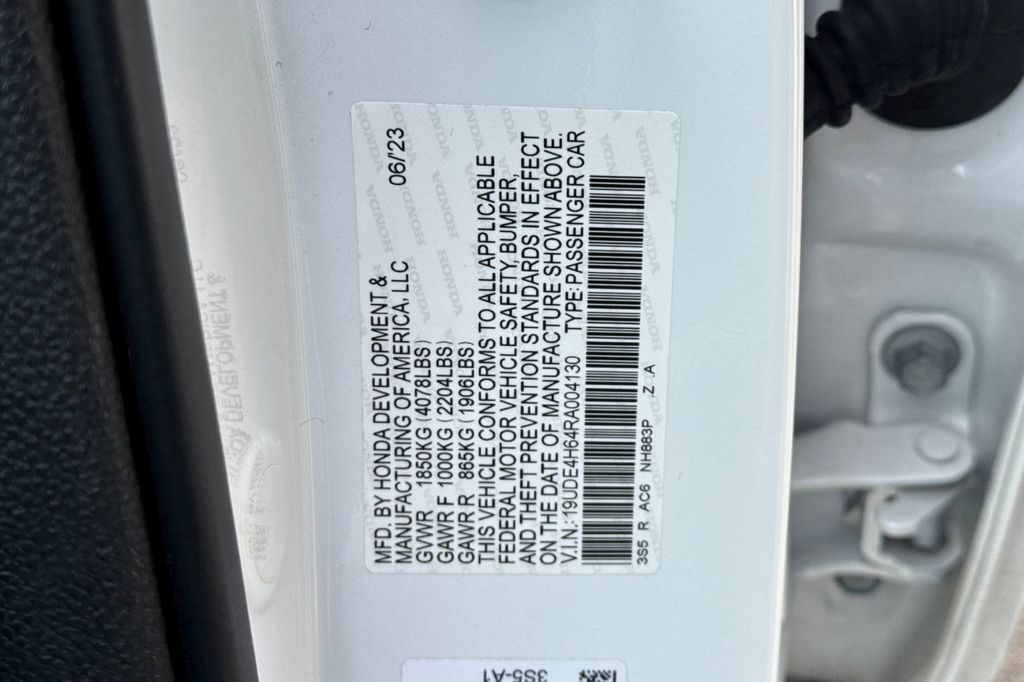 MFD. BY HONDA DEVELOPMENT &
MANUFACTURING OF AMERICA, LLC 06/'23
GVWR 1850KG (4078LBS)
GAWR F 1000KG (2204LBS)
GAWR R 865KG (1906LBS)
THIS VEHICLE CONFORMS TO ALL APPLICABLE
FEDERAL MOTOR VEHICLE SAFETY, BUMPER,
AND THEFT PREVENTION STANDARDS IN EFFECT
ON THE DATE OF MANUFACTURE SHOWN ABOVE.
V.I.N.:19UDE4H64RA004130 TYPE:PASSENGER CAR
3S5 R AC6 NH883P Z A
3S5-A1
HONDA